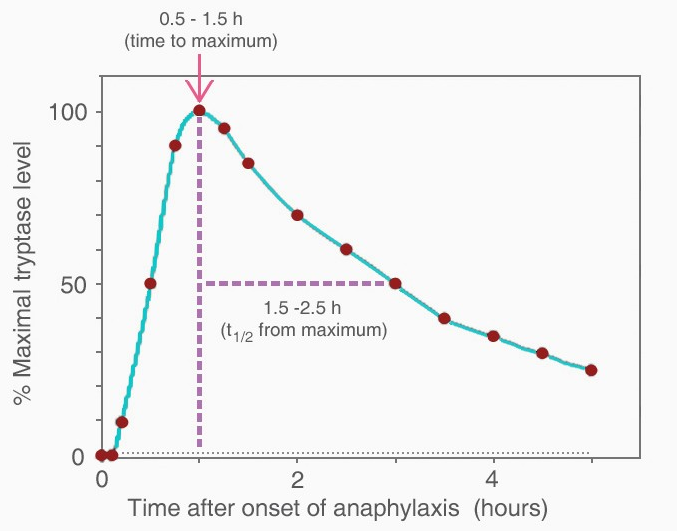 0.5 - 1.5 h
(time to maximum)
100
50
0
% Maximal tryptase level
1.5 -2.5 h
(t1/2 from maximum)
0
2
4
Time after onset of anaphylaxis (hours)